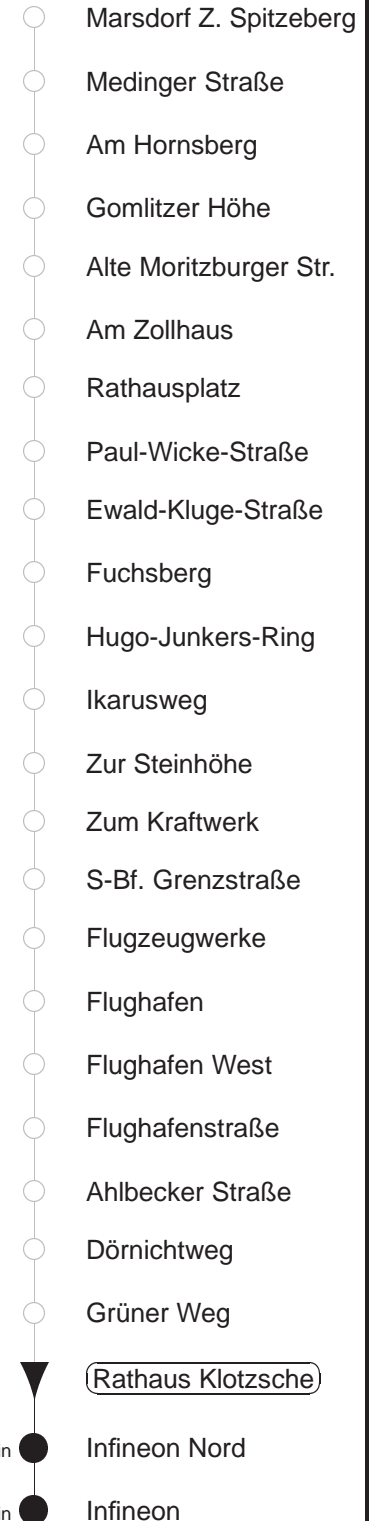 Marsdorf Z. Spitzeberg
Medinger Straße
Am Hornsberg
Gomlitzer Höhe
Alte Moritzburger Str.
Am Zollhaus
Rathausplatz
Paul-Wicke-Straße
Ewald-Kluge-Straße
Fuchsberg
Hugo-Junkers-Ring
Ikarusweg
Zur Steinhöhe
Zum Kraftwerk
S-Bf. Grenzstraße
Flugzeugwerke
Flughafen
Flughafen West
Flughafenstraße
Ahlbecker Straße
Dörnichtweg
Grüner Weg
Rathaus Klotzsche
Infineon Nord
Infineon